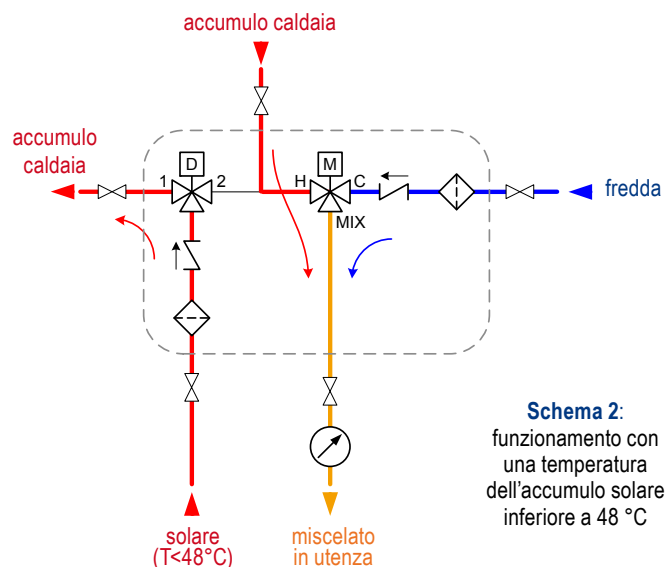 accumulo caldaia
accumulo
caldaia
D
M
1
2
H
C
MIX
fredda
Schema 2:
funzionamento con
una temperatura
dell'accumulo solare
inferiore a 48 °C
solare
(T<48°C)
miscelato
in utenza